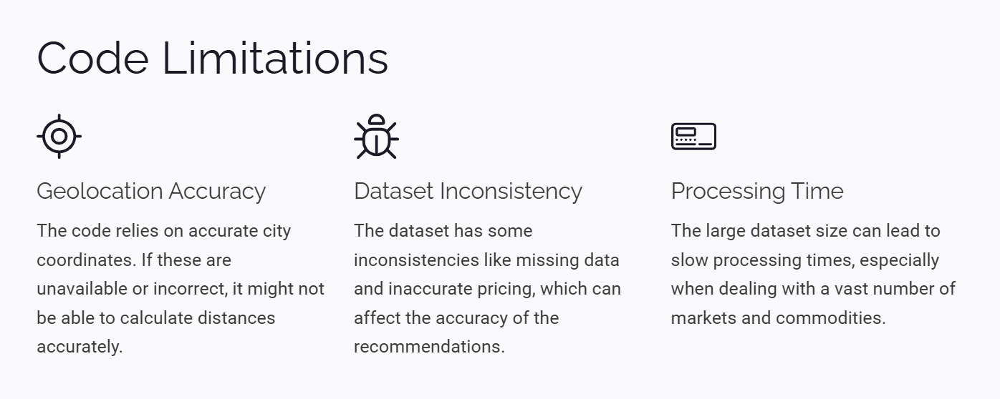 Code Limitations
Geolocation Accuracy
The code relies on accurate city
coordinates. If these are
unavailable or incorrect, it might not
be able to calculate distances
accurately.
Dataset Inconsistency
The dataset has some
inconsistencies like missing data
and inaccurate pricing, which can
affect the accuracy of the
recommendations.
Processing Time
The large dataset size can lead to
slow processing times, especially
when dealing with a vast number of
markets and commodities.